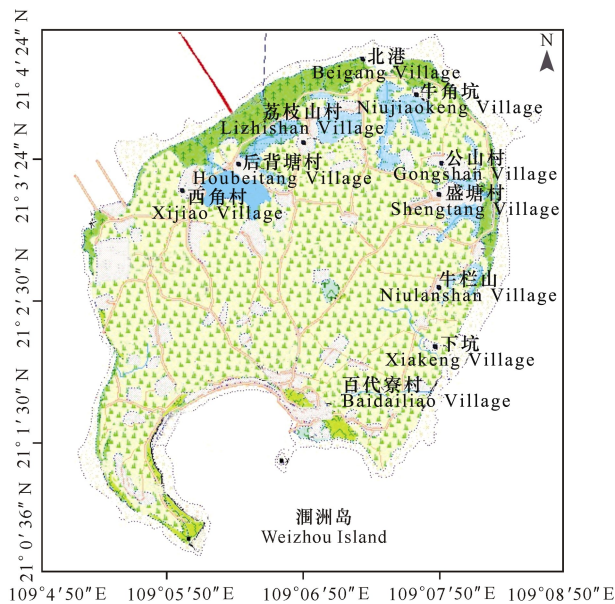 N
北港
Beigang Village
牛角坑
Niujiaokeng Village
荔枝山村
Lizhishan Village
后背塘村
Houbeitang Village
公山村
Gongshan Village
西角村
Xijiao Village
盛塘村
Shengtang Village
牛栏山
Niulanshan Village
下坑
Xiakeng Village
百代寮村
Baidailiao Village
涠洲岛
Weizhou Island
21°4′24″N
21°3′24″N
21°2′30″N
21°1′30″N
21°0′36″N
109°4′50″E
109°05′50″E
109°06′50″E
109°07′50″E
109°08′50″E